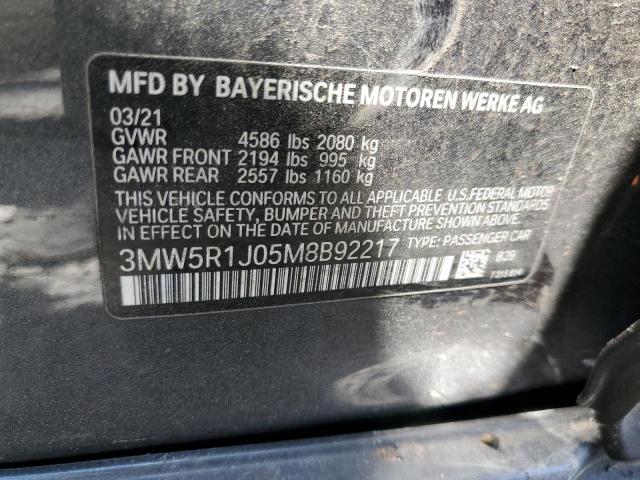 MFD BY BAYERISCHE MOTOREN WERKE AG
03/21
GVWR 4586 lbs 2080 kg
GAWR FRONT 2194 lbs 995 kg
GAWR REAR 2557 lbs 1160 kg
THIS VEHICLE CONFORMS TO ALL APPLICABLE U.S. FEDERAL MOTOR
VEHICLE SAFETY, BUMPER AND THEFT PREVENTION STANDARDS
IN EFFECT ON THE DATE OF MANUFACTURE SHOWN ABOVE.
3MW5R1J05M8B92217 TYPE: PASSENGER CAR
B39